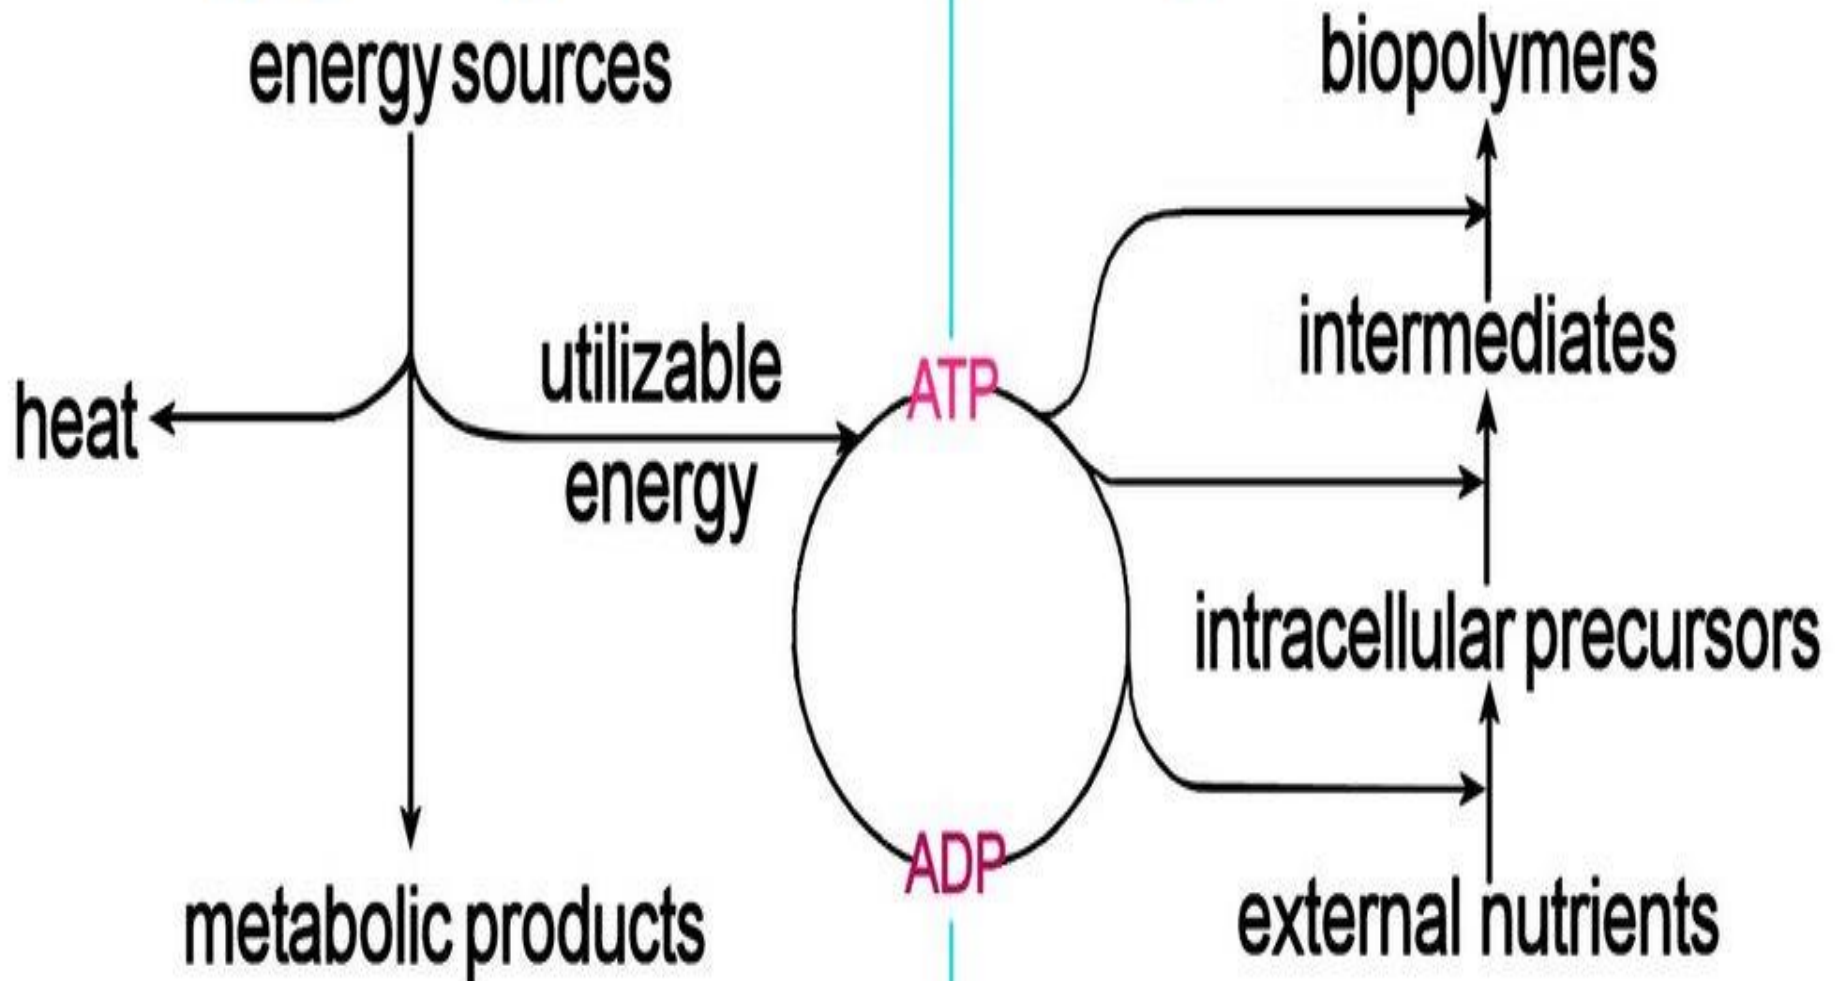 energy sources
biopolymers
utilizable
energy
heat
ATP
intermediates
intracellular precursors
ADP
metabolic products
external nutrients